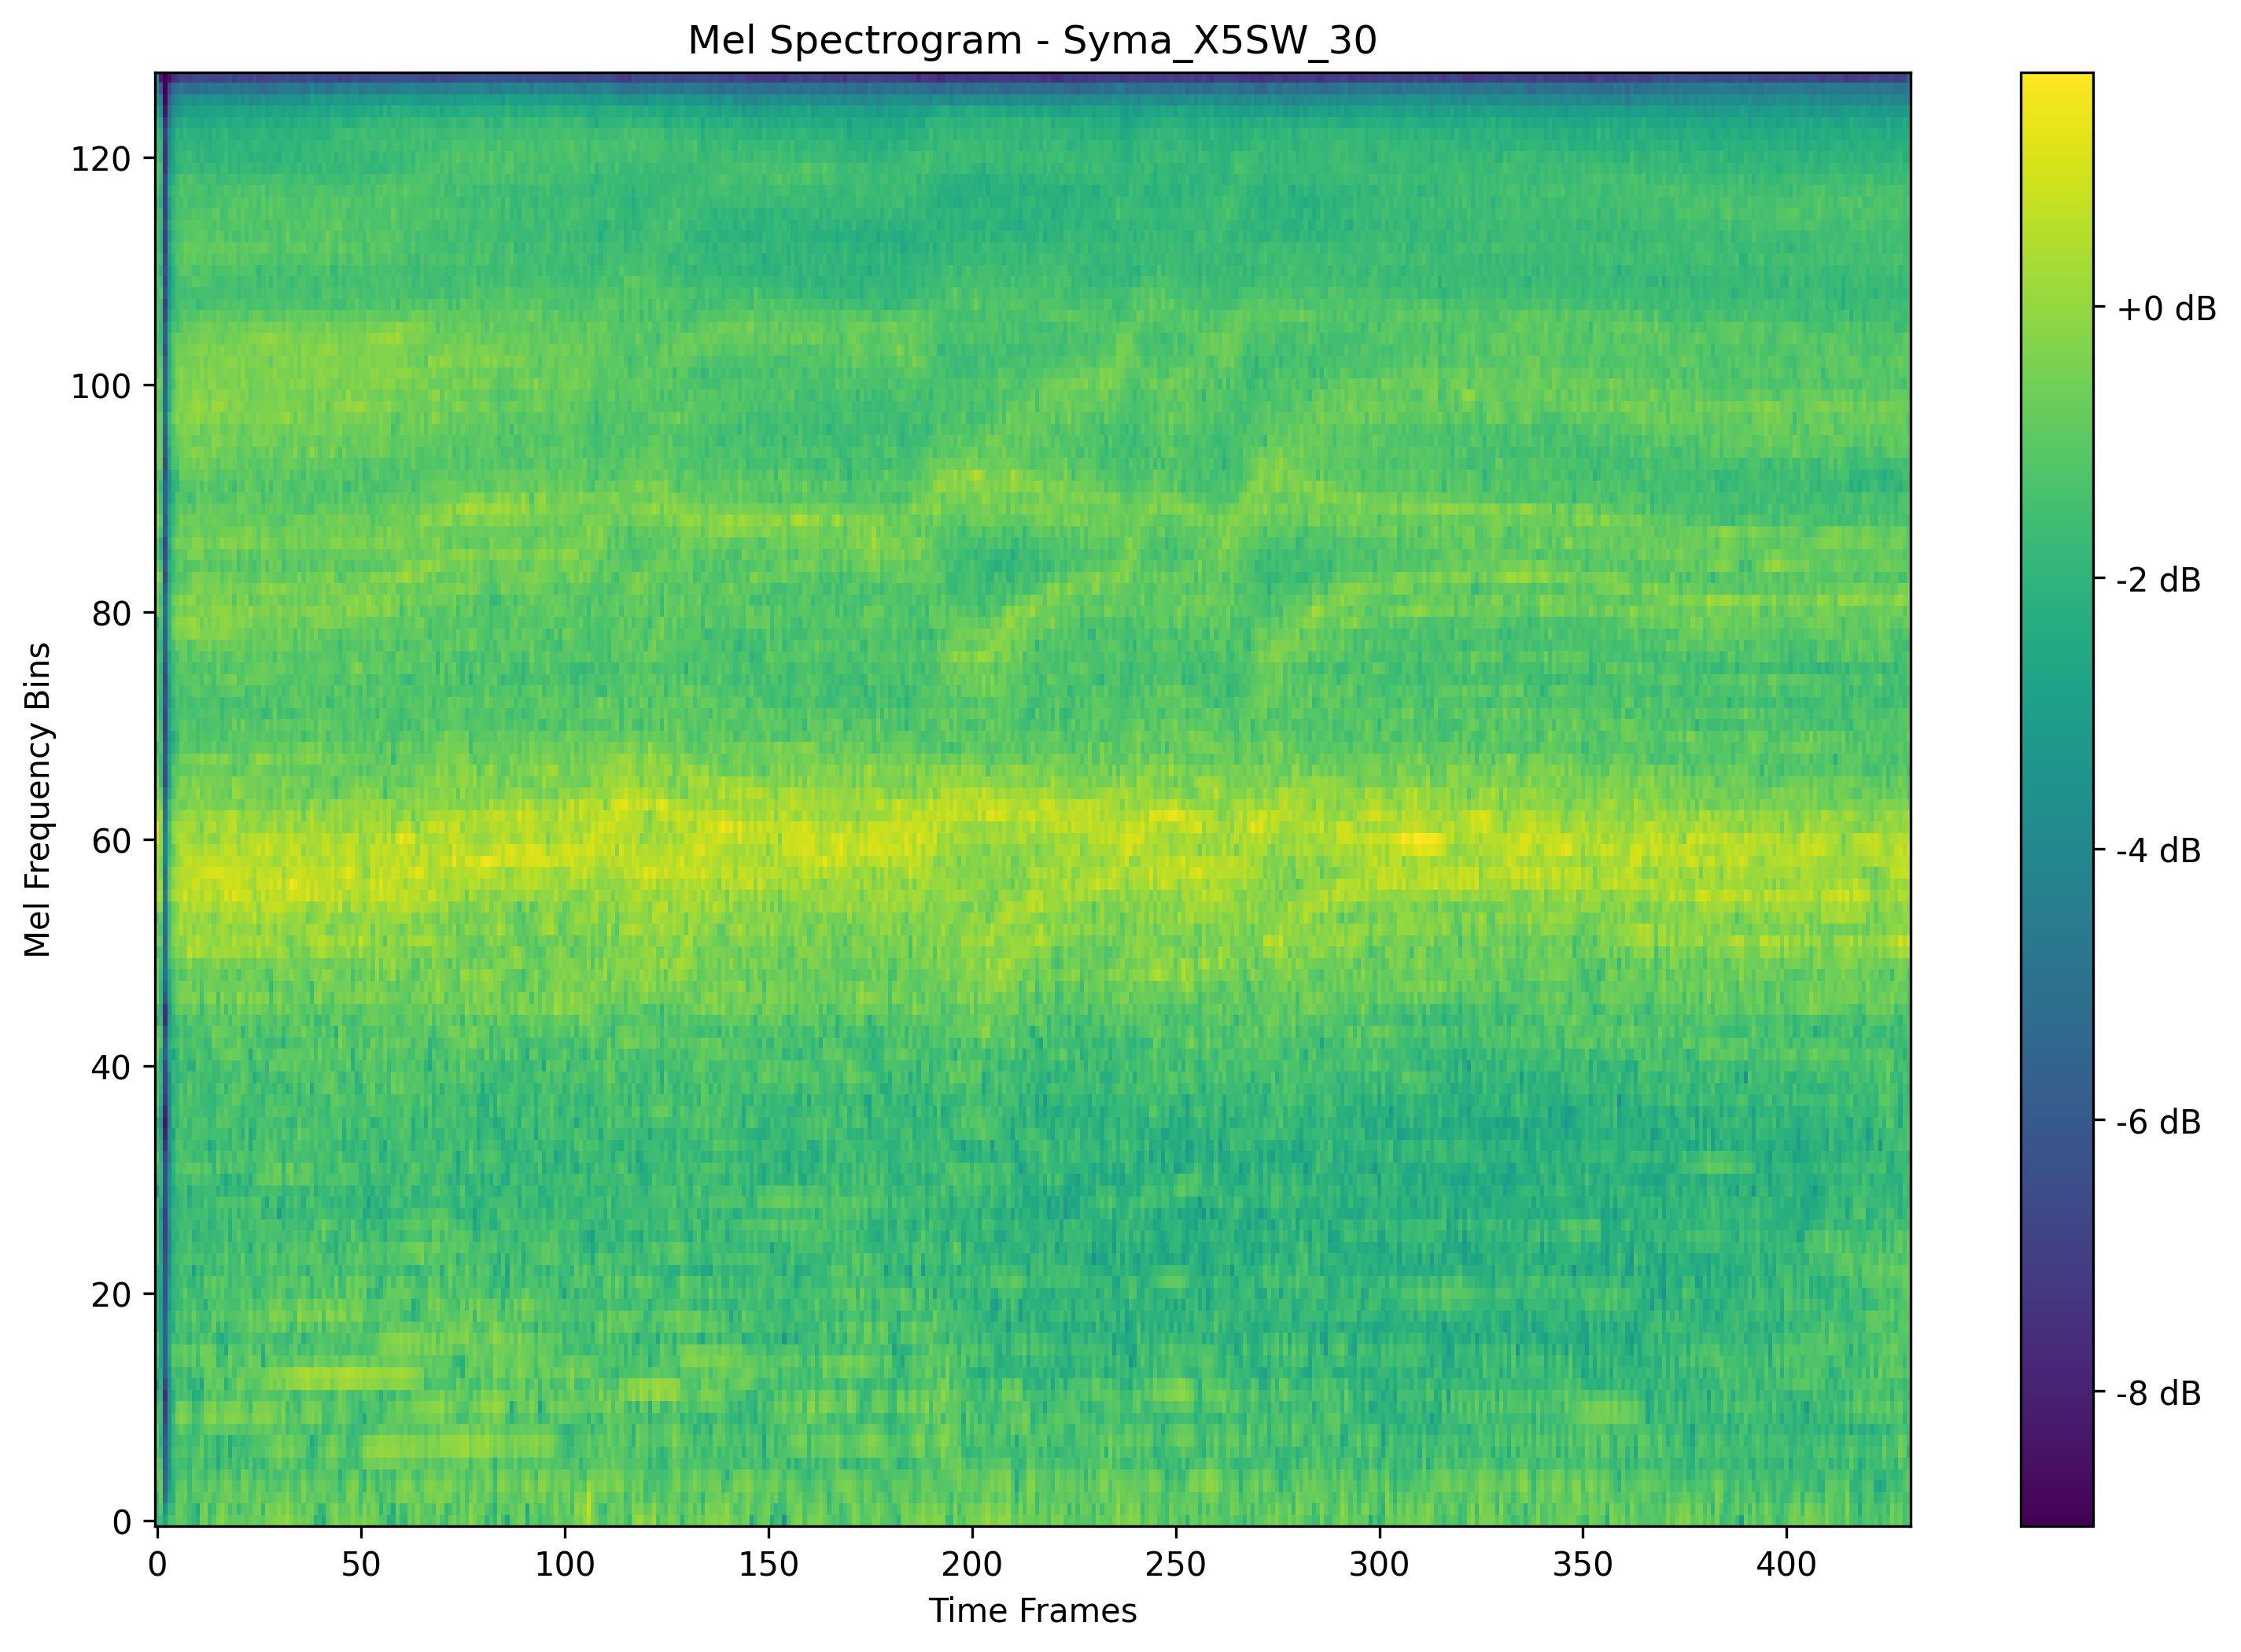 Mel Spectrogram - Syma_X5SW_30
Mel Frequency Bins
120
100
80
60
40
20
0
0 50 100 150 200 250 300 350 400
Time Frames
+0 dB
-2 dB
-4 dB
-6 dB
-8 dB